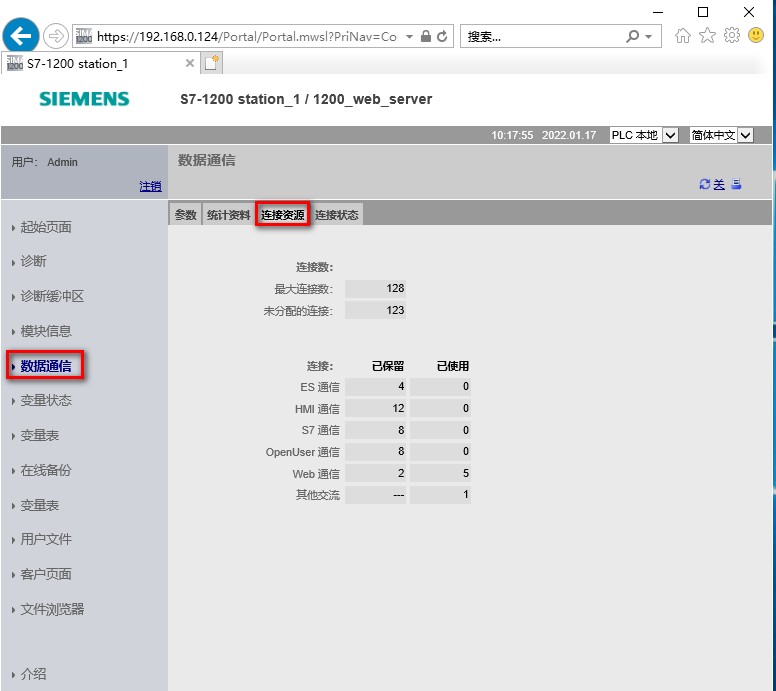 https://192.168.0.124/Portal/Portal.mwsl?PriNav=Co
搜索...
S7-1200 station_1
SIEMENS
S7-1200 station_1 / 1200_web_server
10:17:55 2022.01.17 PLC 本地 简体中文
用户: Admin
注销
数据通信
关
参数 统计资料 连接资源 连接状态
起始页面
诊断
诊断缓冲区
模块信息
数据通信
变量状态
变量表
在线备份
变量表
用户文件
客户页面
文件浏览器
介绍
连接数:
最大连接数: 128
未分配的连接: 123
连接: 已保留 已使用
ES 通信 4 0
HMI 通信 12 0
S7 通信 8 0
OpenUser 通信 8 0
Web 通信 2 5
其他交流 --- 1